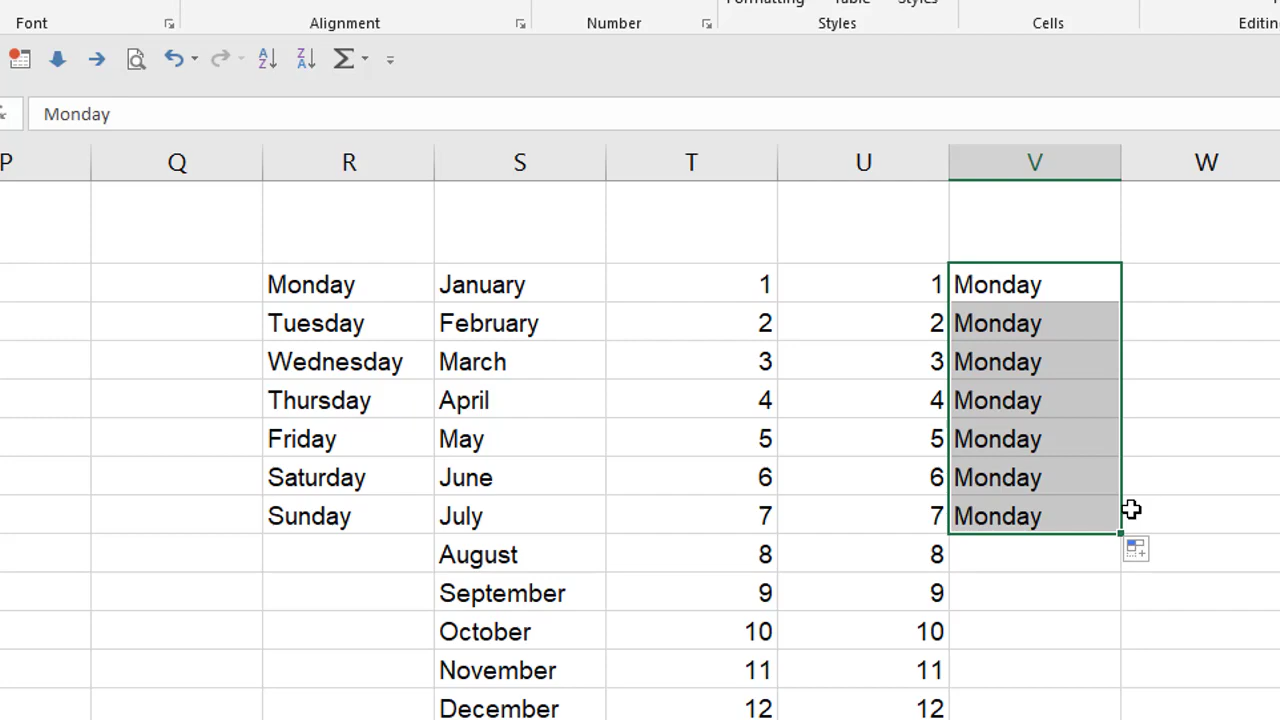 Formatting Table Styles
Font Alignment Number Styles Cells Editin
Monday
P Q R S T U V W
Monday January 1 1 Monday
Tuesday February 2 2 Monday
Wednesday March 3 3 Monday
Thursday April 4 4 Monday
Friday May 5 5 Monday
Saturday June 6 6 Monday
Sunday July 7 7 Monday
August 8 8
September 9 9
October 10 10
November 11 11
December 12 12